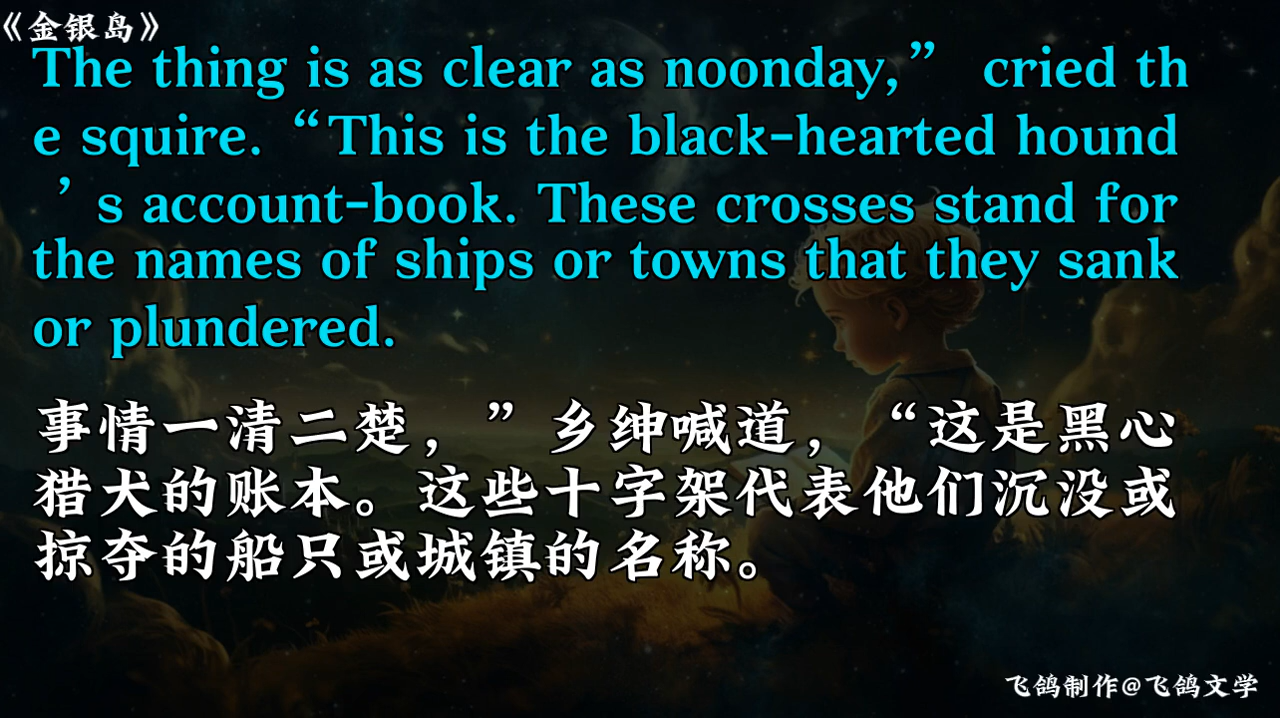 《金银岛》
The thing is as clear as noonday,” cried th
e squire. “This is the black-hearted hound
’s account-book. These crosses stand for
the names of ships or towns that they sank
or plundered.
事情一清二楚，”乡绅喊道，“这是黑心
猎犬的账本。这些十字架代表他们沉没或
掠夺的船只或城镇的名称。
飞鸽制作@飞鸽文学